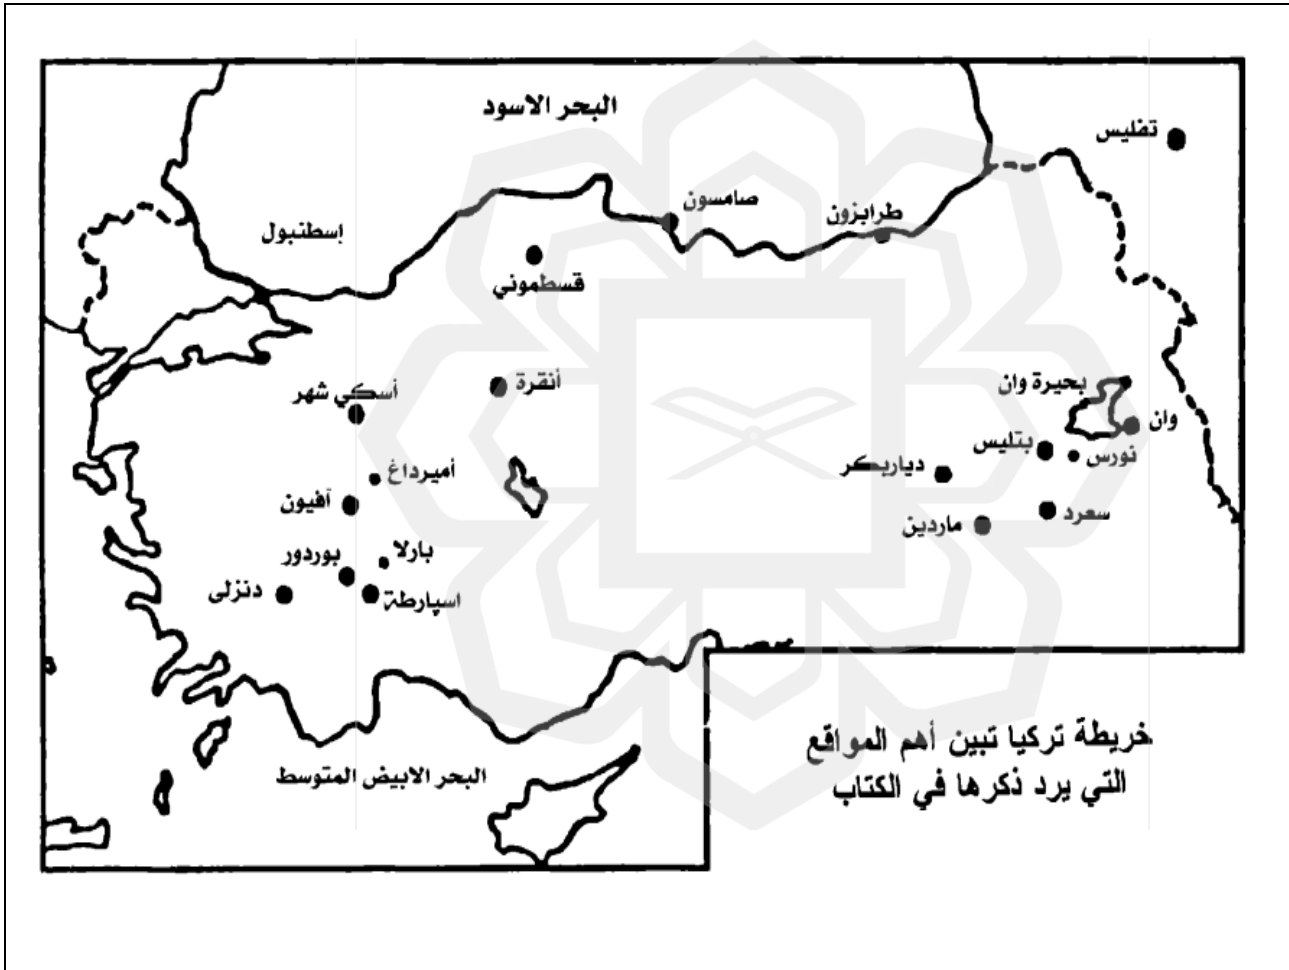 البحر الاسود
تفليس
صامسون
طرابزون
إسطنبول
قسطموني
أنقرة
بحيرة وان
أسكي شهر
وان
بتليس
نورس
دياربكر
أميرداغ
آفيون
سعرد
ماردين
بارلا
بوردور
دنزلى
اسپارطة
خريطة تركيا تبين أهم المواقع
التي يرد ذكرها في الكتاب
البحر الابيض المتوسط